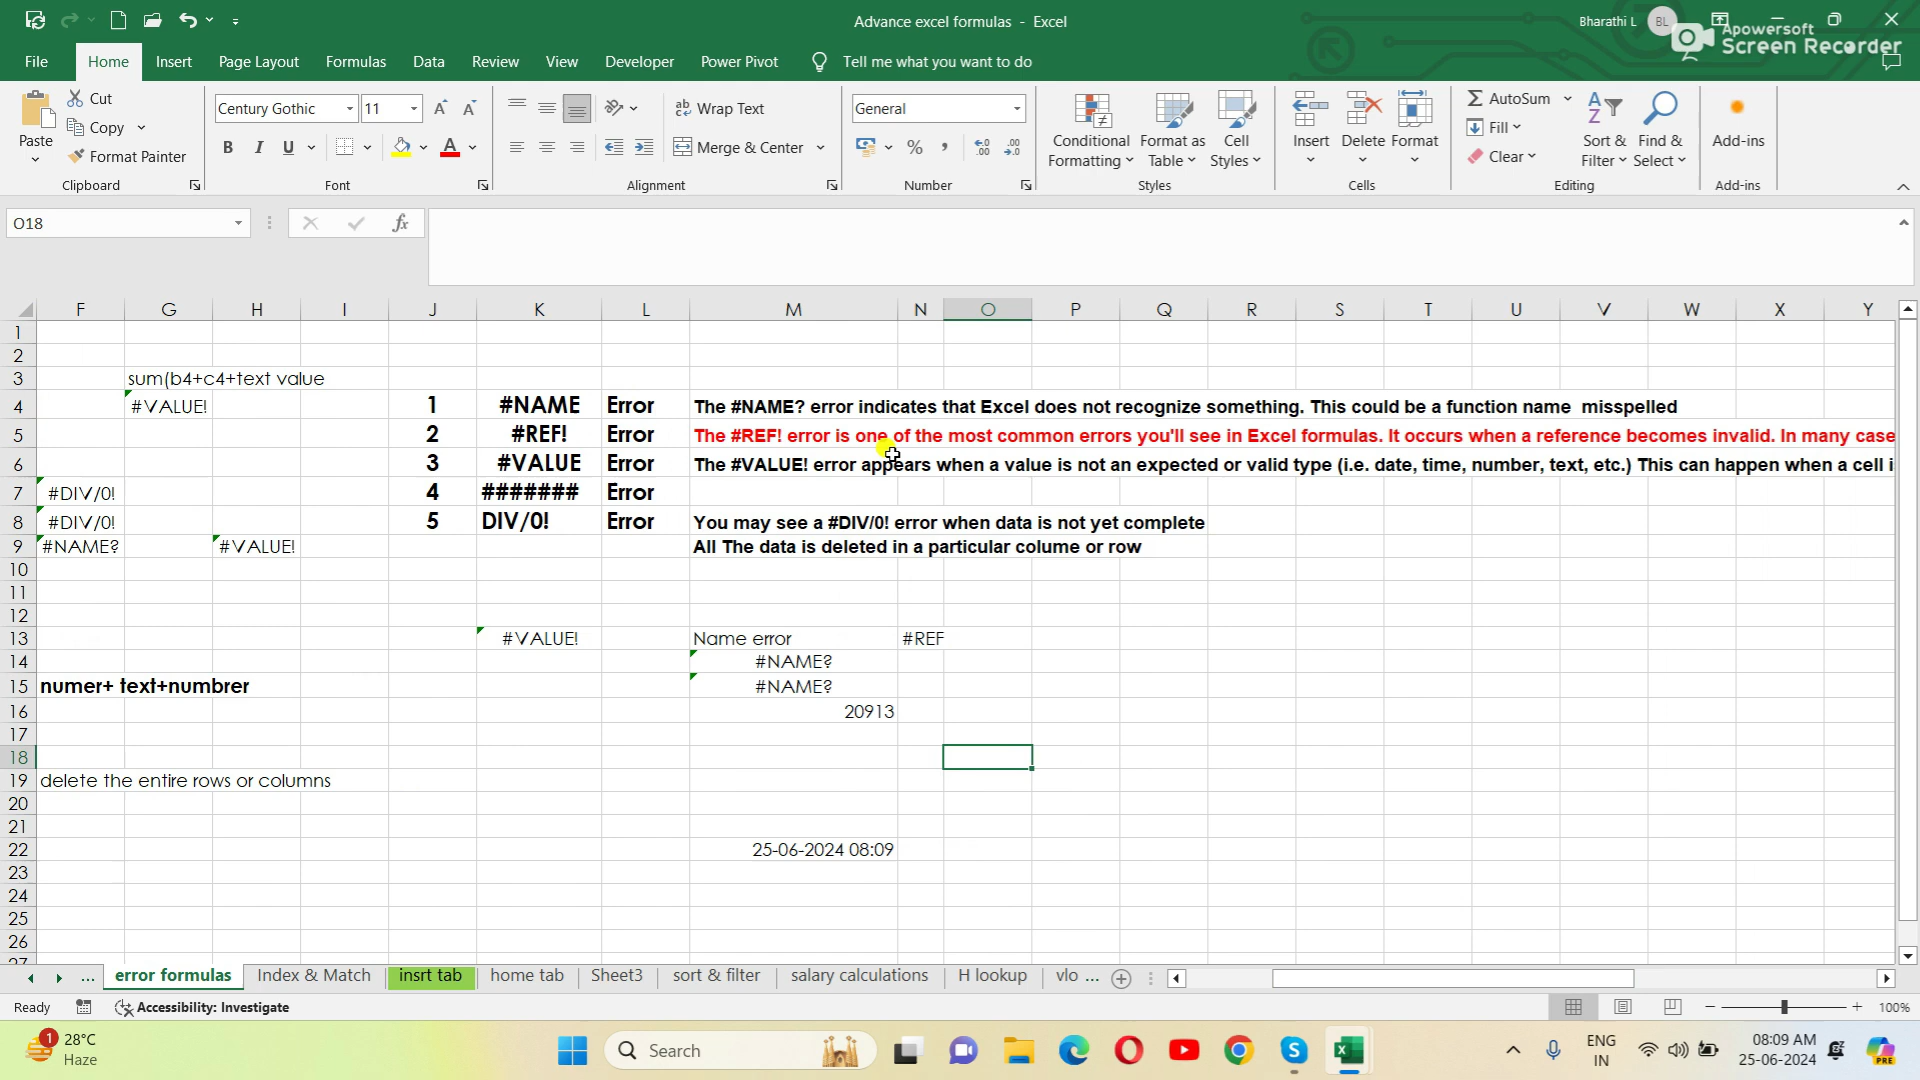 Advance excel formulas - Excel
Bharathi L
BL
Apowersoft
Screen Recorder
File Home Insert Page Layout Formulas Data Review View Developer Power Pivot Tell me what you want to do
Paste
Cut
Copy
Format Painter
Clipboard
Century Gothic 11
B I U
Font
Wrap Text
Merge & Center
Alignment
General
Number
Conditional Formatting
Format as Table
Cell Styles
Styles
Insert Delete Format
Cells
AutoSum
Fill
Clear
Sort & Filter
Find & Select
Editing
Add-ins
Add-ins
O18
fx
F G H I J K L M N O P Q R S T U V W X Y
1
2
3 sum(b4+c4+text value
4 #VALUE! 1 #NAME Error The #NAME? error indicates that Excel does not recognize something. This could be a function name  misspelled
5 2 #REF! Error The #REF! error is one of the most common errors you'll see in Excel formulas. It occurs when a reference becomes invalid. In many case
6 3 #VALUE Error The #VALUE! error appears when a value is not an expected or valid type (i.e. date, time, number, text, etc.) This can happen when a cell i
7 #DIV/0! 4 ####### Error
8 #DIV/0! 5 DIV/0! Error You may see a #DIV/0! error when data is not yet complete
9 #NAME? #VALUE! All The data is deleted in a particular colume or row
10
11
12
13 #VALUE! Name error #REF
14 #NAME?
15 numer+ text+numbrer #NAME?
16 20913
17
18
19 delete the entire rows or columns
20
21
22 25-06-2024 08:09
23
24
25
26
27
... error formulas Index & Match insrt tab home tab Sheet3 sort & filter salary calculations H lookup vlo ...
Ready Accessibility: Investigate 100%
1
28°C
Haze
Search
ENG
IN
08:09 AM
25-06-2024
PRE